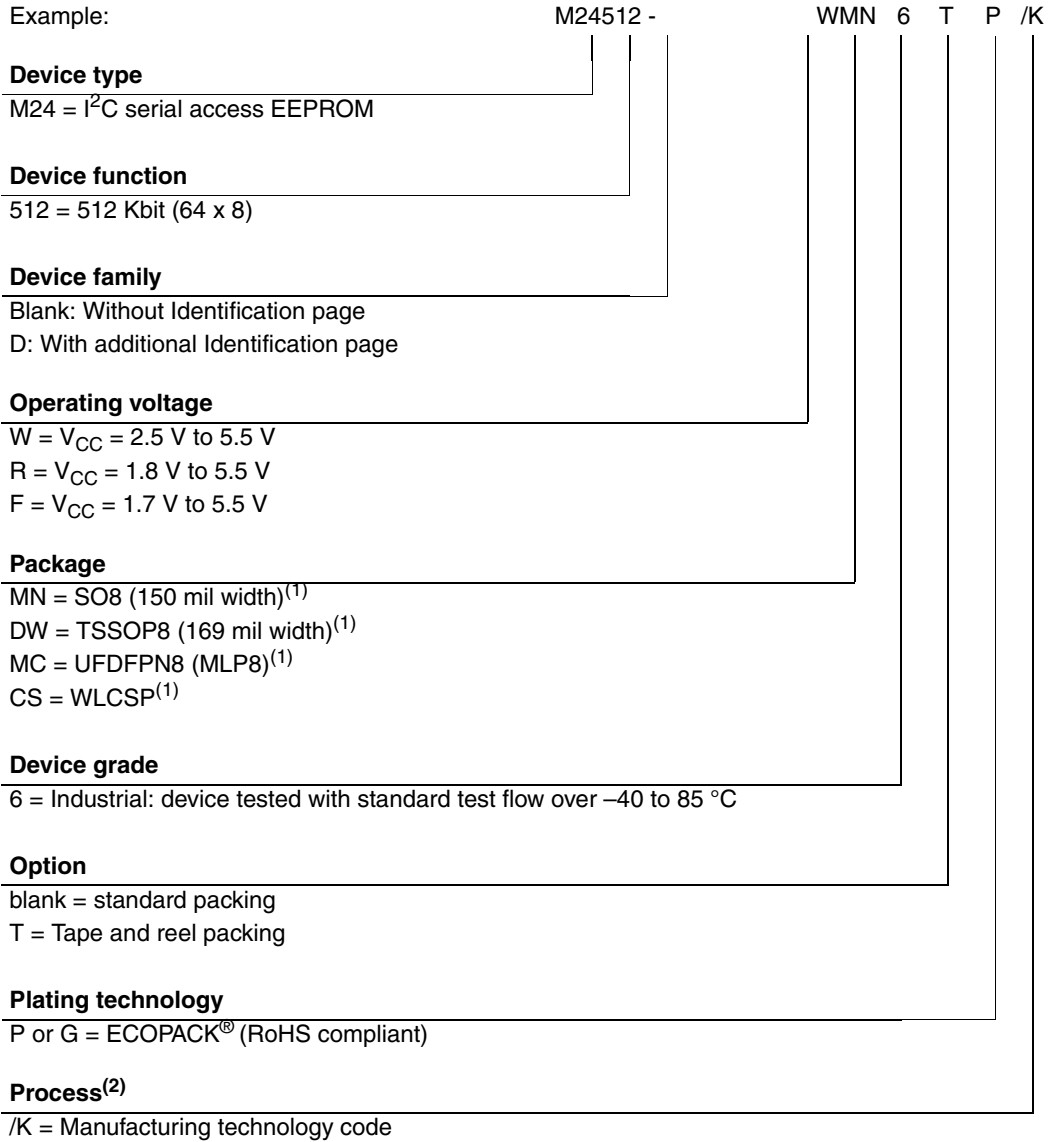 Example: M24512 - WMN 6 T P /K
Device type
M24 = I²C serial access EEPROM
Device function
512 = 512 Kbit (64 x 8)
Device family
Blank: Without Identification page
D: With additional Identification page
Operating voltage
W = VCC = 2.5 V to 5.5 V
R = VCC = 1.8 V to 5.5 V
F = VCC = 1.7 V to 5.5 V
Package
MN = SO8 (150 mil width)(1)
DW = TSSOP8 (169 mil width)(1)
MC = UFDFPN8 (MLP8)(1)
CS = WLCSP(1)
Device grade
6 = Industrial: device tested with standard test flow over –40 to 85 °C
Option
blank = standard packing
T = Tape and reel packing
Plating technology
P or G = ECOPACK® (RoHS compliant)
Process(2)
/K = Manufacturing technology code